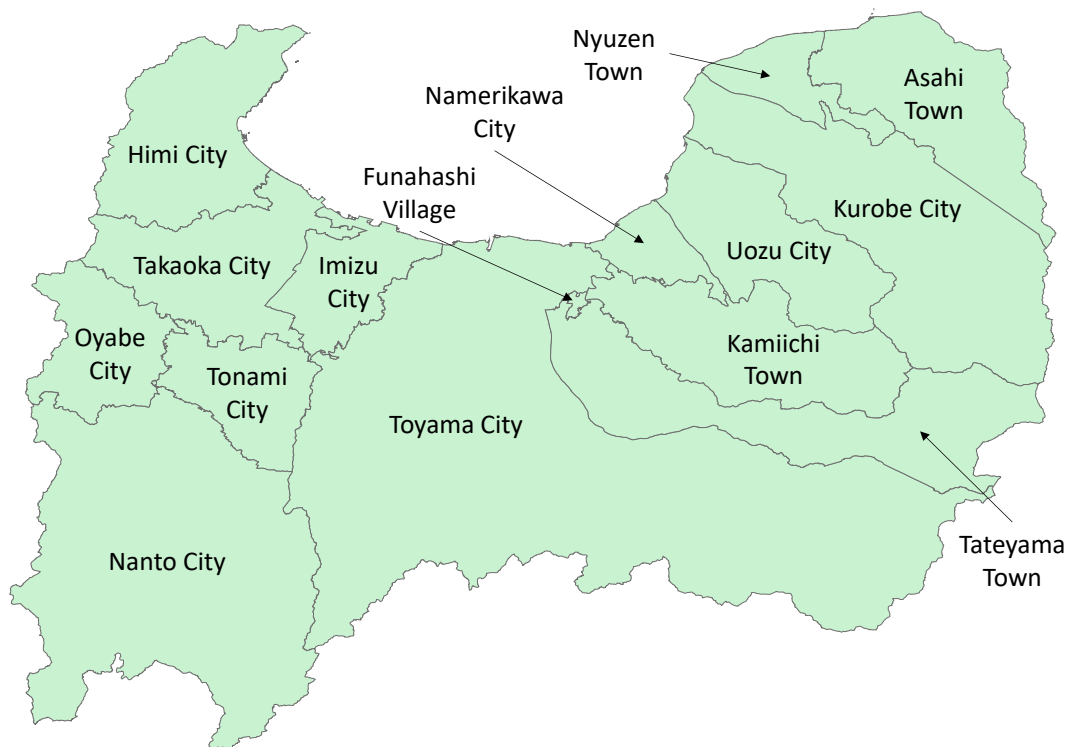 Nyuzen
Town
Asahi
Town
Namerikawa
City
Himi City
Funahashi
Village
Kurobe City
Uozu City
Takaoka City
Imizu
City
Oyabe
City
Kamiichi
Town
Tonami
City
Toyama City
Nanto City
Tateyama
Town